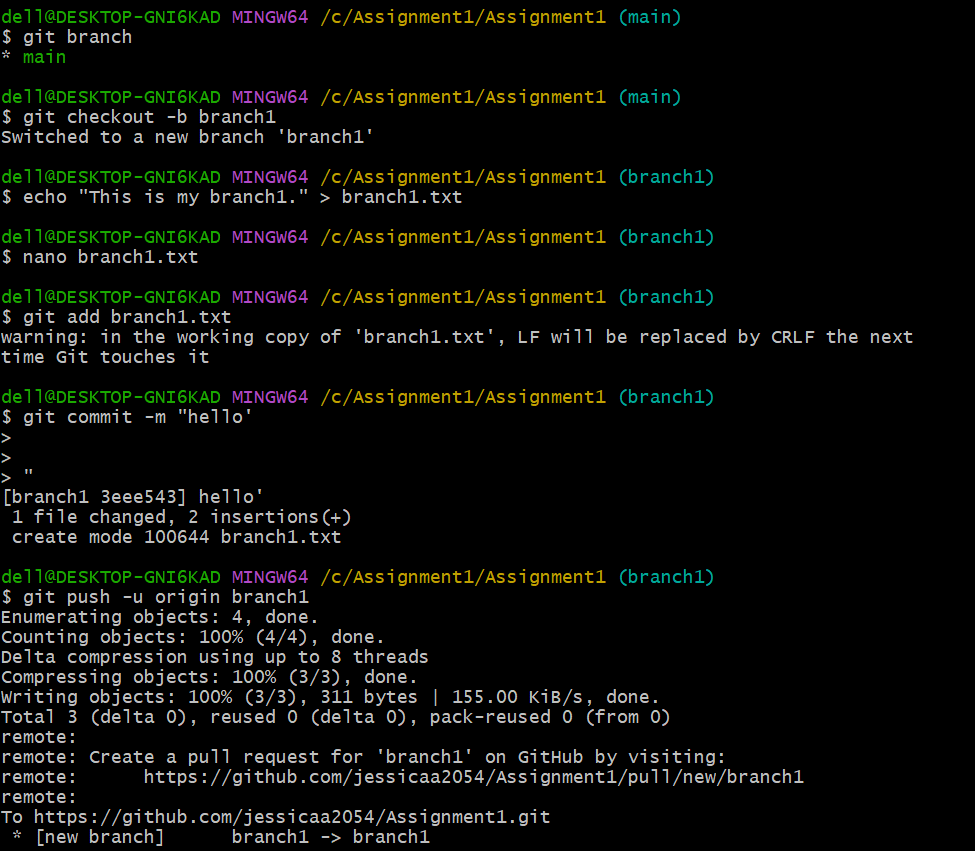 dell@DESKTOP-GNI6KAD MINGW64 /c/Assignment1/Assignment1 (main)
$ git branch
* main
dell@DESKTOP-GNI6KAD MINGW64 /c/Assignment1/Assignment1 (main)
$ git checkout -b branch1
Switched to a new branch 'branch1'
dell@DESKTOP-GNI6KAD MINGW64 /c/Assignment1/Assignment1 (branch1)
$ echo "This is my branch1." > branch1.txt
dell@DESKTOP-GNI6KAD MINGW64 /c/Assignment1/Assignment1 (branch1)
$ nano branch1.txt
dell@DESKTOP-GNI6KAD MINGW64 /c/Assignment1/Assignment1 (branch1)
$ git add branch1.txt
warning: in the working copy of 'branch1.txt', LF will be replaced by CRLF the next
time Git touches it
dell@DESKTOP-GNI6KAD MINGW64 /c/Assignment1/Assignment1 (branch1)
$ git commit -m "hello'
>
>
> "
[branch1 3eee543] hello'
1 file changed, 2 insertions(+)
create mode 100644 branch1.txt
dell@DESKTOP-GNI6KAD MINGW64 /c/Assignment1/Assignment1 (branch1)
$ git push -u origin branch1
Enumerating objects: 4, done.
Counting objects: 100% (4/4), done.
Delta compression using up to 8 threads
Compressing objects: 100% (3/3), done.
Writing objects: 100% (3/3), 311 bytes | 155.00 KiB/s, done.
Total 3 (delta 0), reused 0 (delta 0), pack-reused 0 (from 0)
remote:
remote: Create a pull request for 'branch1' on GitHub by visiting:
remote:      https://github.com/jessicaa2054/Assignment1/pull/new/branch1
remote:
To https://github.com/jessicaa2054/Assignment1.git
* [new branch]      branch1 -> branch1